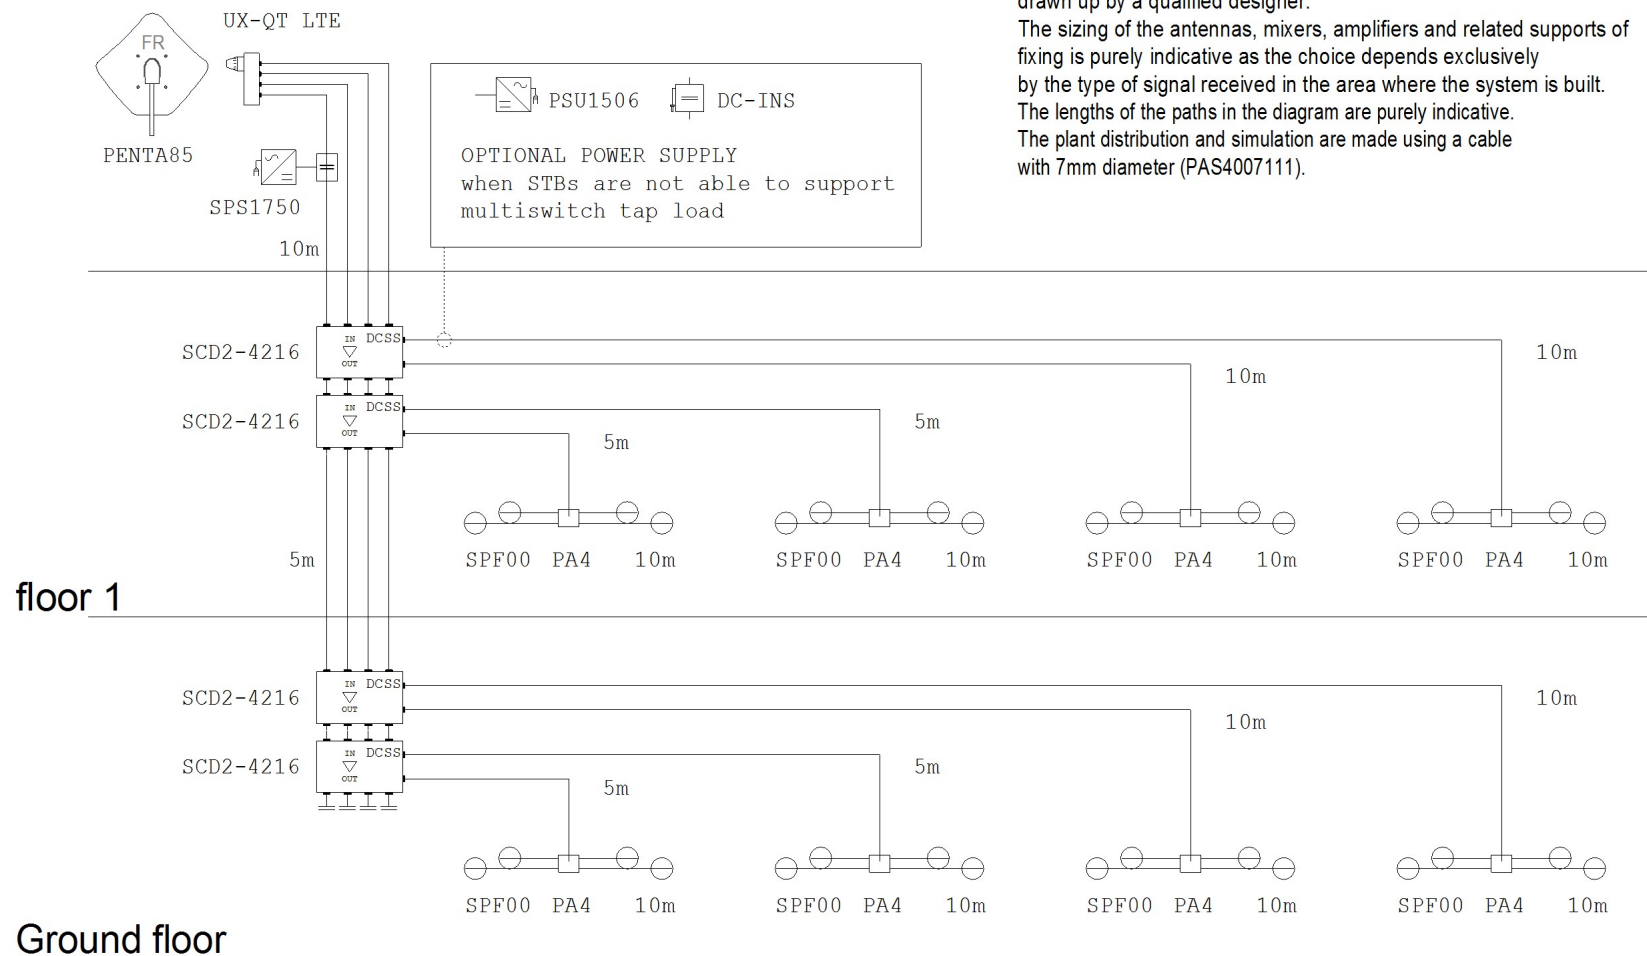 drawn up by a qualified designer.
The sizing of the antennas, mixers, amplifiers and related supports of
fixing is purely indicative as the choice depends exclusively
by the type of signal received in the area where the system is built.
The lengths of the paths in the diagram are purely indicative.
The plant distribution and simulation are made using a cable
with 7mm diameter (PAS4007111).
UX-QT LTE
FR
PENTA85
SPS1750
10m
PSU1506 DC-INS
OPTIONAL POWER SUPPLY
when STBs are not able to support
multiswitch tap load
SCD2-4216 IN DCSS OUT
10m
10m
SCD2-4216 IN DCSS OUT
5m
5m
SPF00 PA4 10m SPF00 PA4 10m SPF00 PA4 10m SPF00 PA4 10m
5m
floor 1
SCD2-4216 IN DCSS OUT
10m
10m
SCD2-4216 IN DCSS OUT
5m
5m
SPF00 PA4 10m SPF00 PA4 10m SPF00 PA4 10m SPF00 PA4 10m
Ground floor